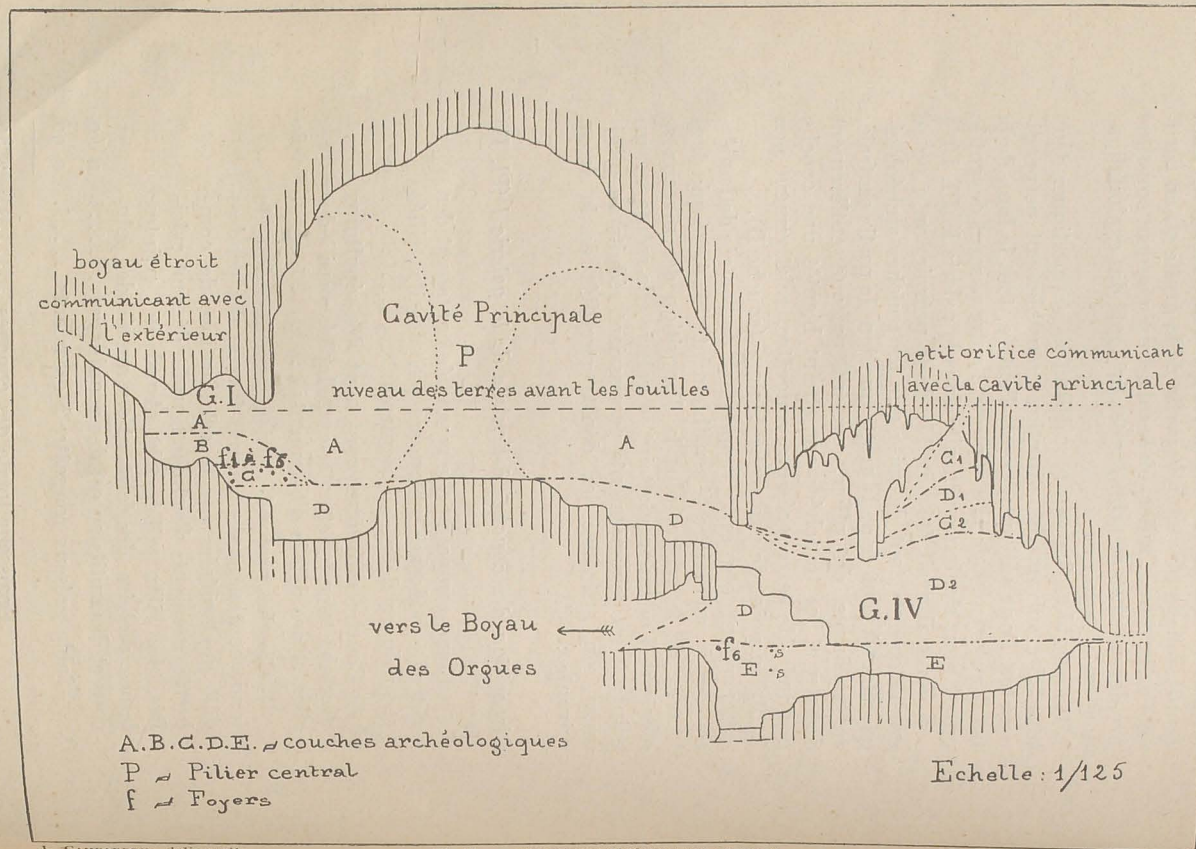 boyau étroit
communicant avec
l'extérieur
Cavité Principale
P
niveau des terres avant les fouilles
petit orifice communicant
avec la cavité principale
G.I
A
B
f1 A f5
C
A
A
D
D
C1
D1
C2
D2
G.IV
vers le Boyau
des Orgues
D
f6
s
E
s
E
A.B.C.D.E. = couches archéologiques
P = Pilier central
f = Foyers
Echelle : 1/125